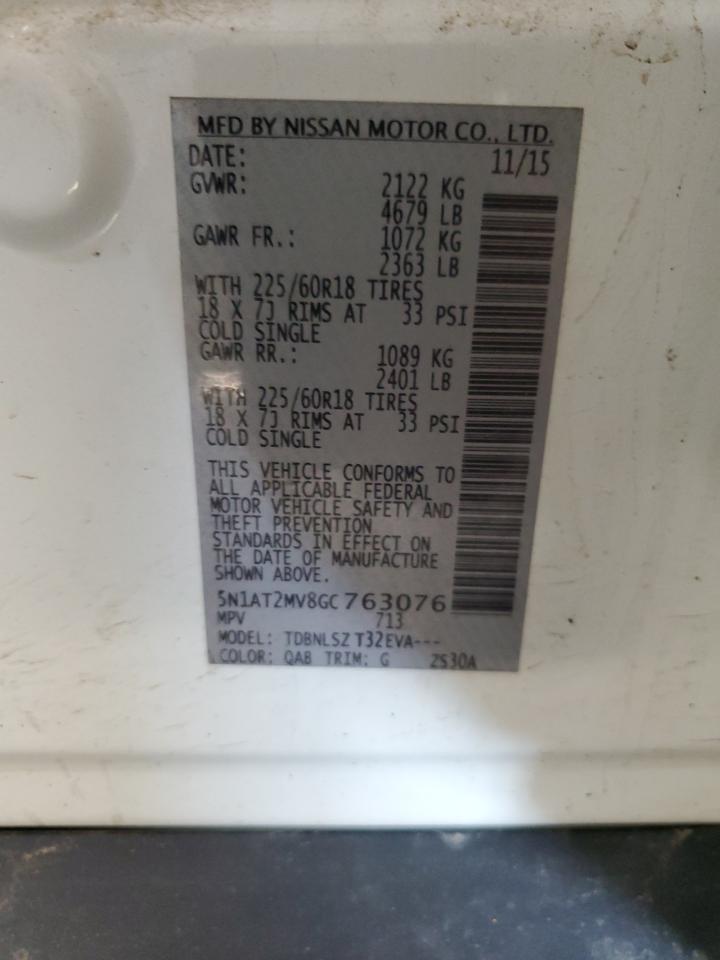 MFD BY NISSAN MOTOR CO., LTD.
DATE: 11/15
GVWR: 2122 KG
4679 LB
GAWR FR.: 1072 KG
2363 LB
WITH 225/60R18 TIRES
18 X 7J RIMS AT 33 PSI
COLD SINGLE
GAWR RR.: 1089 KG
2401 LB
WITH 225/60R18 TIRES
18 X 7J RIMS AT 33 PSI
COLD SINGLE
THIS VEHICLE CONFORMS TO
ALL APPLICABLE FEDERAL
MOTOR VEHICLE SAFETY AND
THEFT PREVENTION
STANDARDS IN EFFECT ON
THE DATE OF MANUFACTURE
SHOWN ABOVE.
5N1AT2MV8GC763076
MPV 713
MODEL: TDBNLSZ T32EVA---
COLOR: QAB TRIM: G 2S30A